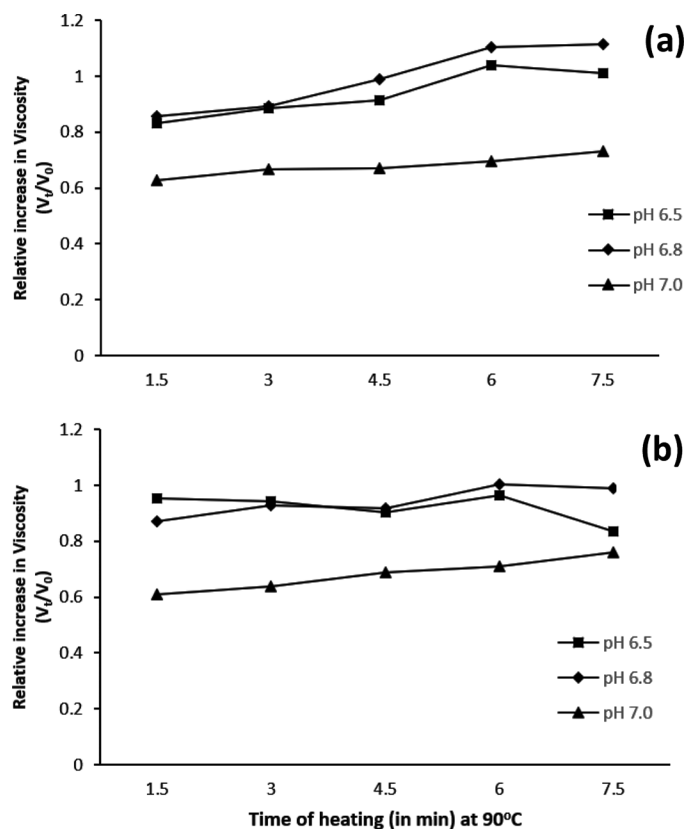 (a)
1.2
1
0.8
0.6
0.4
0.2
0
Relative increase in Viscosity
(Vt/V0)
pH 6.5
pH 6.8
pH 7.0
1.5 3 4.5 6 7.5
(b)
1.2
1
0.8
0.6
0.4
0.2
0
Relative increase in Viscosity
(Vt/V0)
pH 6.5
pH 6.8
pH 7.0
1.5 3 4.5 6 7.5
Time of heating (in min) at 90ºC